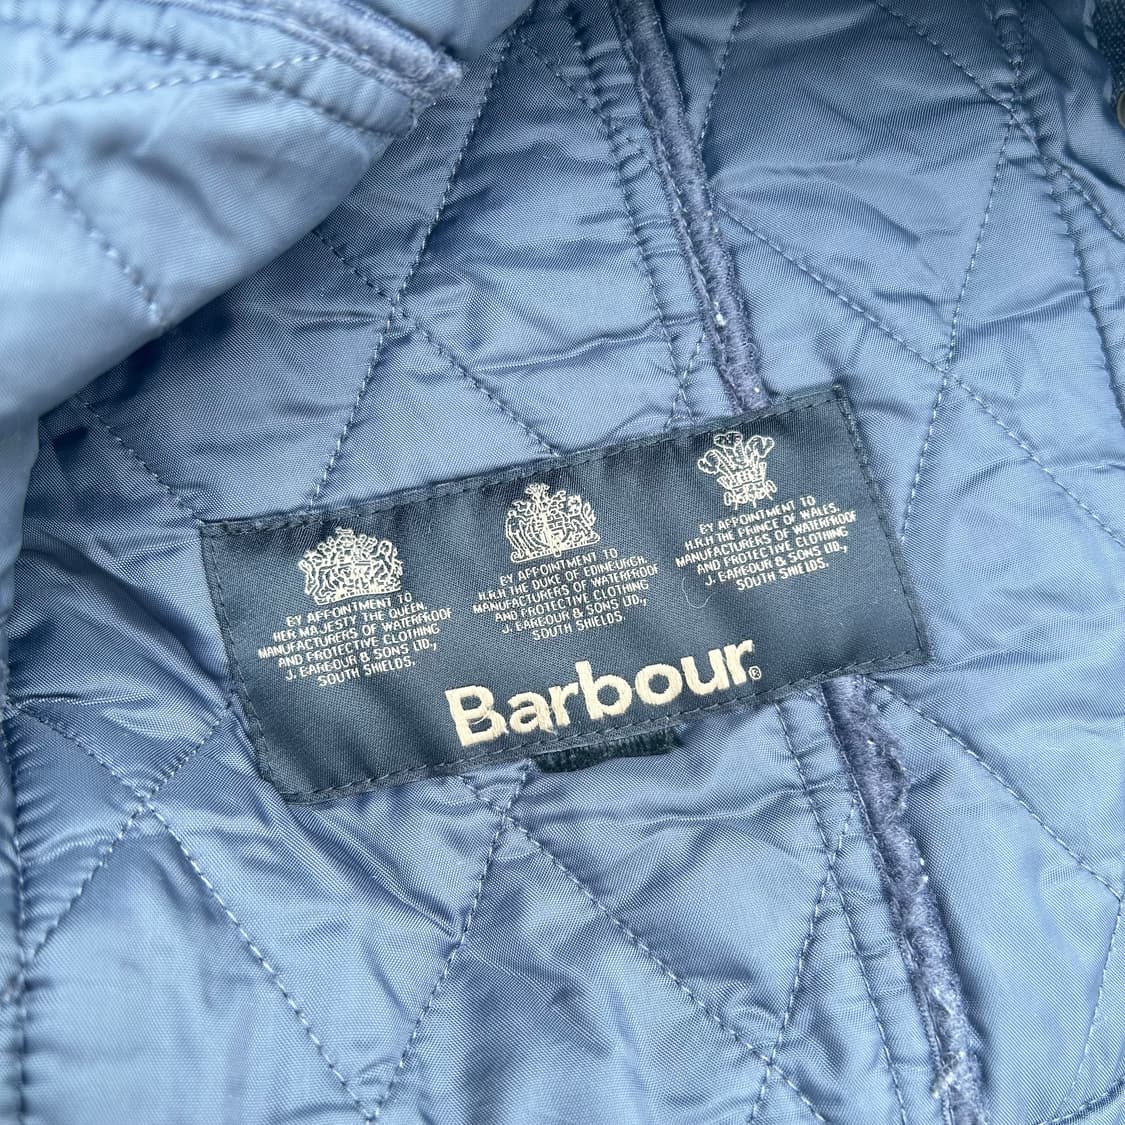 BY APPOINTMENT TO
HER MAJESTY THE QUEEN.
MANUFACTURERS OF WATERPROOF
AND PROTECTIVE CLOTHING
J. BARBOUR & SONS LTD.,
SOUTH SHIELDS.
BY APPOINTMENT TO
H.R.H THE DUKE OF EDINBURGH.
MANUFACTURERS OF WATERPROOF
AND PROTECTIVE CLOTHING
J. BARBOUR & SONS LTD.,
SOUTH SHIELDS.
BY APPOINTMENT TO
H.R.H THE PRINCE OF WALES.
MANUFACTURERS OF WATERPROOF
AND PROTECTIVE CLOTHING
J. BARBOUR & SONS LTD.,
SOUTH SHIELDS.
Barbour®